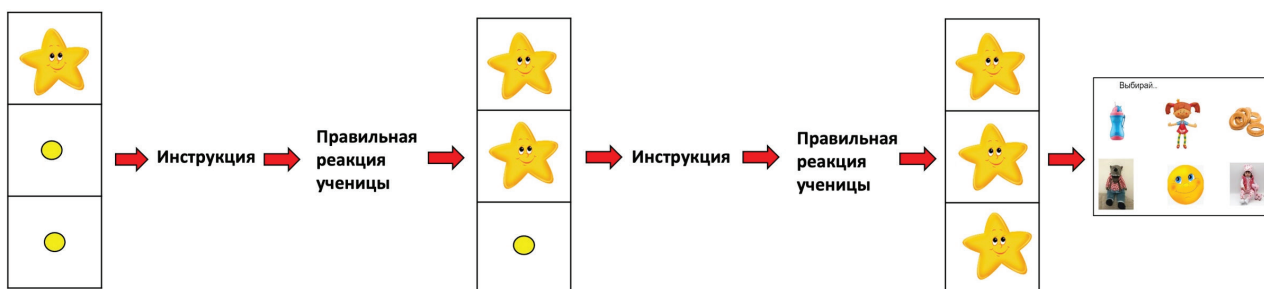 Инструкция
Правильная
реакция
ученицы
Инструкция
Правильная
реакция
ученицы
Выбирай..